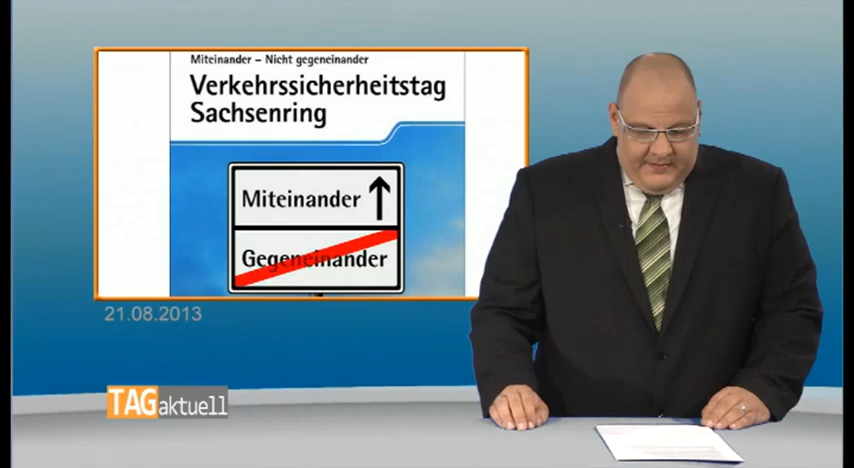 Miteinander – Nicht gegeneinander
Verkehrssicherheitstag
Sachsenring
Miteinander ↑
Gegeneinander
21.08.2013
TAGaktuell